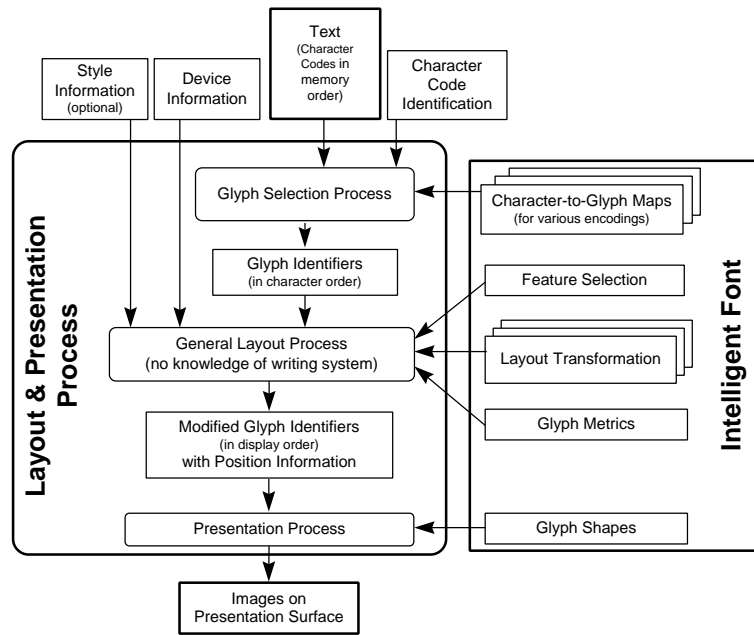 Text
(Character
Codes in
memory
order)
Style
Information
(optional)
Device
Information
Character
Code
Identification
Layout & Presentation
Process
Glyph Selection Process
Character-to-Glyph Maps
(for various encodings)
Glyph Identifiers
(in character order)
Feature Selection
General Layout Process
(no knowledge of writing system)
Layout Transformation
Modified Glyph Identifiers
(in display order)
with Position Information
Glyph Metrics
Presentation Process
Glyph Shapes
Intelligent Font
Images on
Presentation Surface